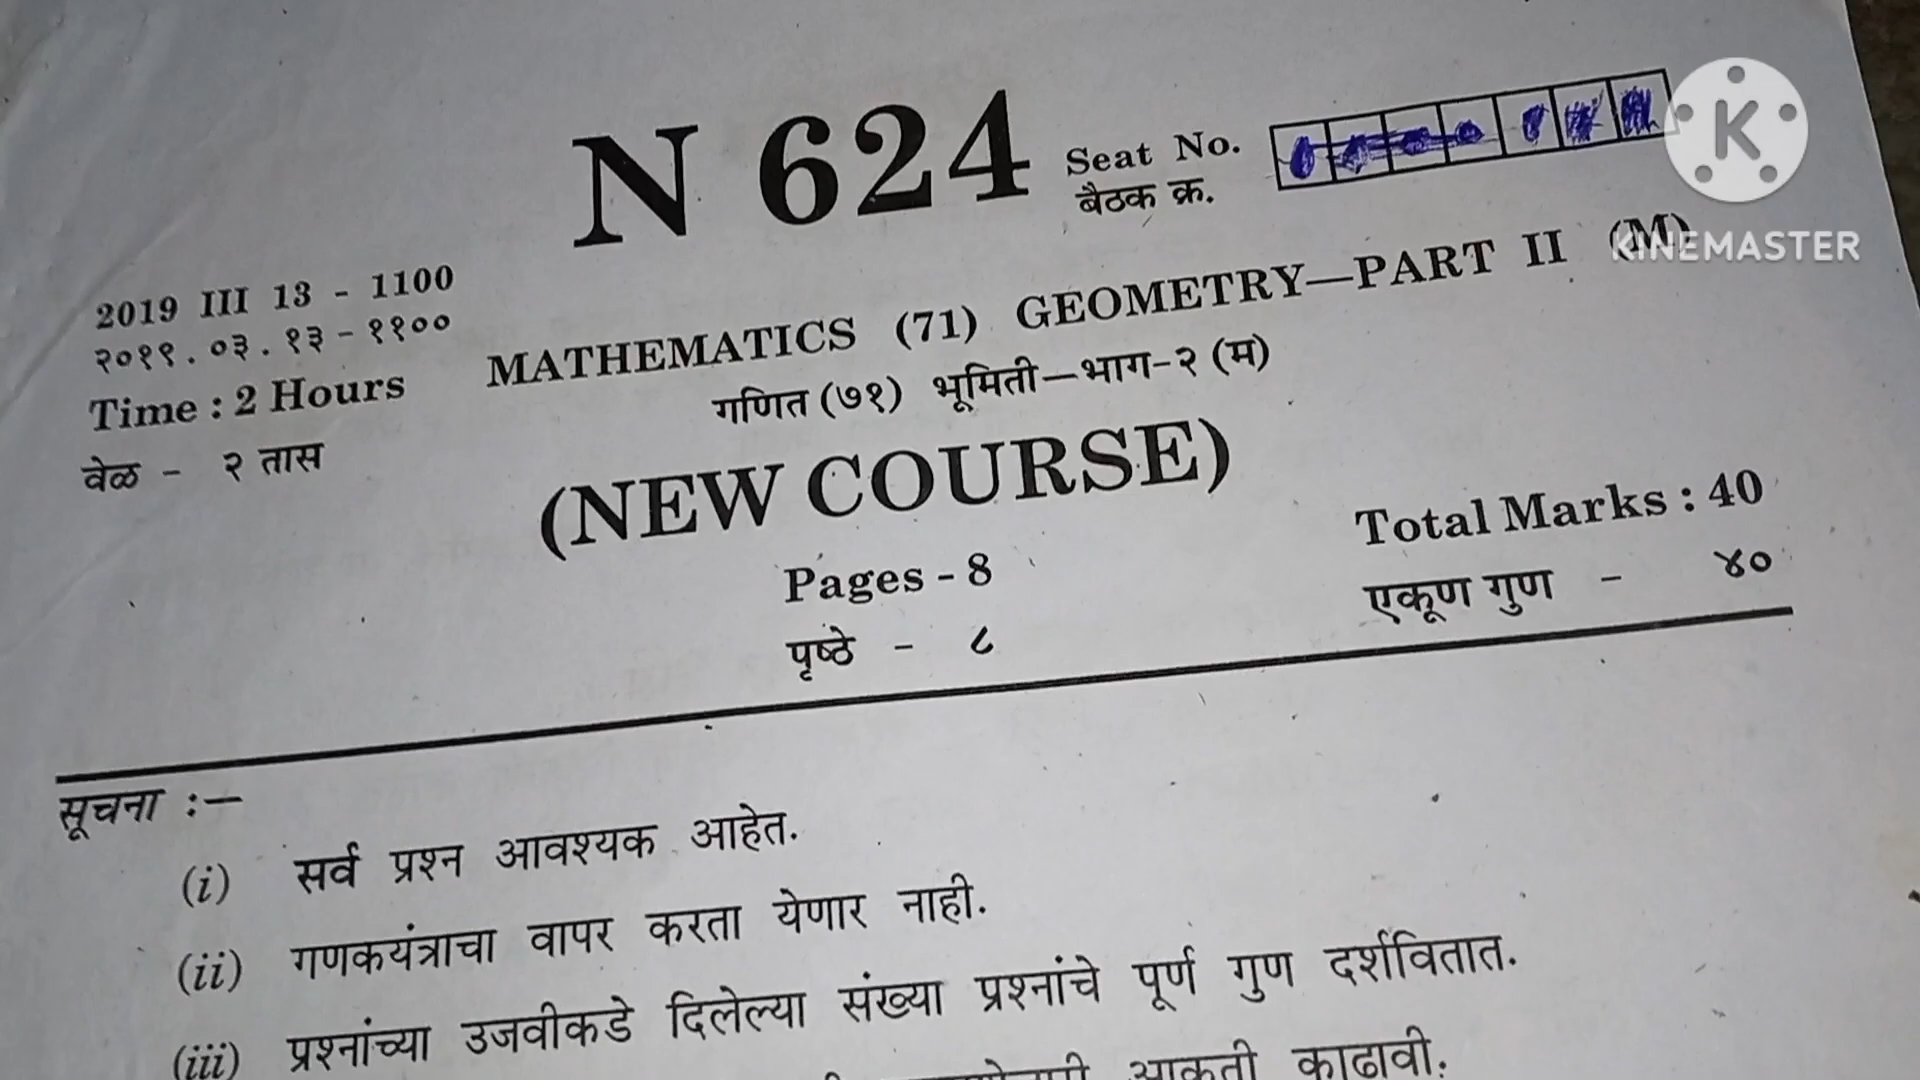 N 624
Seat No.
बैठक क्र.
K
KINEMASTER
2019 III 13 - 1100
२०१९.०३.१३-११००
Time : 2 Hours
वेळ - २ तास
MATHEMATICS (71) GEOMETRY—PART II (M)
गणित (७१) भूमिती—भाग-२ (म)
(NEW COURSE)
Pages - 8
पृष्ठे - ८
Total Marks : 40
एकूण गुण - ४०
सूचना :—
(i) सर्व प्रश्न आवश्यक आहेत.
(ii) गणकयंत्राचा वापर करता येणार नाही.
(iii) प्रश्नांच्या उजवीकडे दिलेल्या संख्या प्रश्नांचे पूर्ण गुण दर्शवितात.
आकृती काढावी.